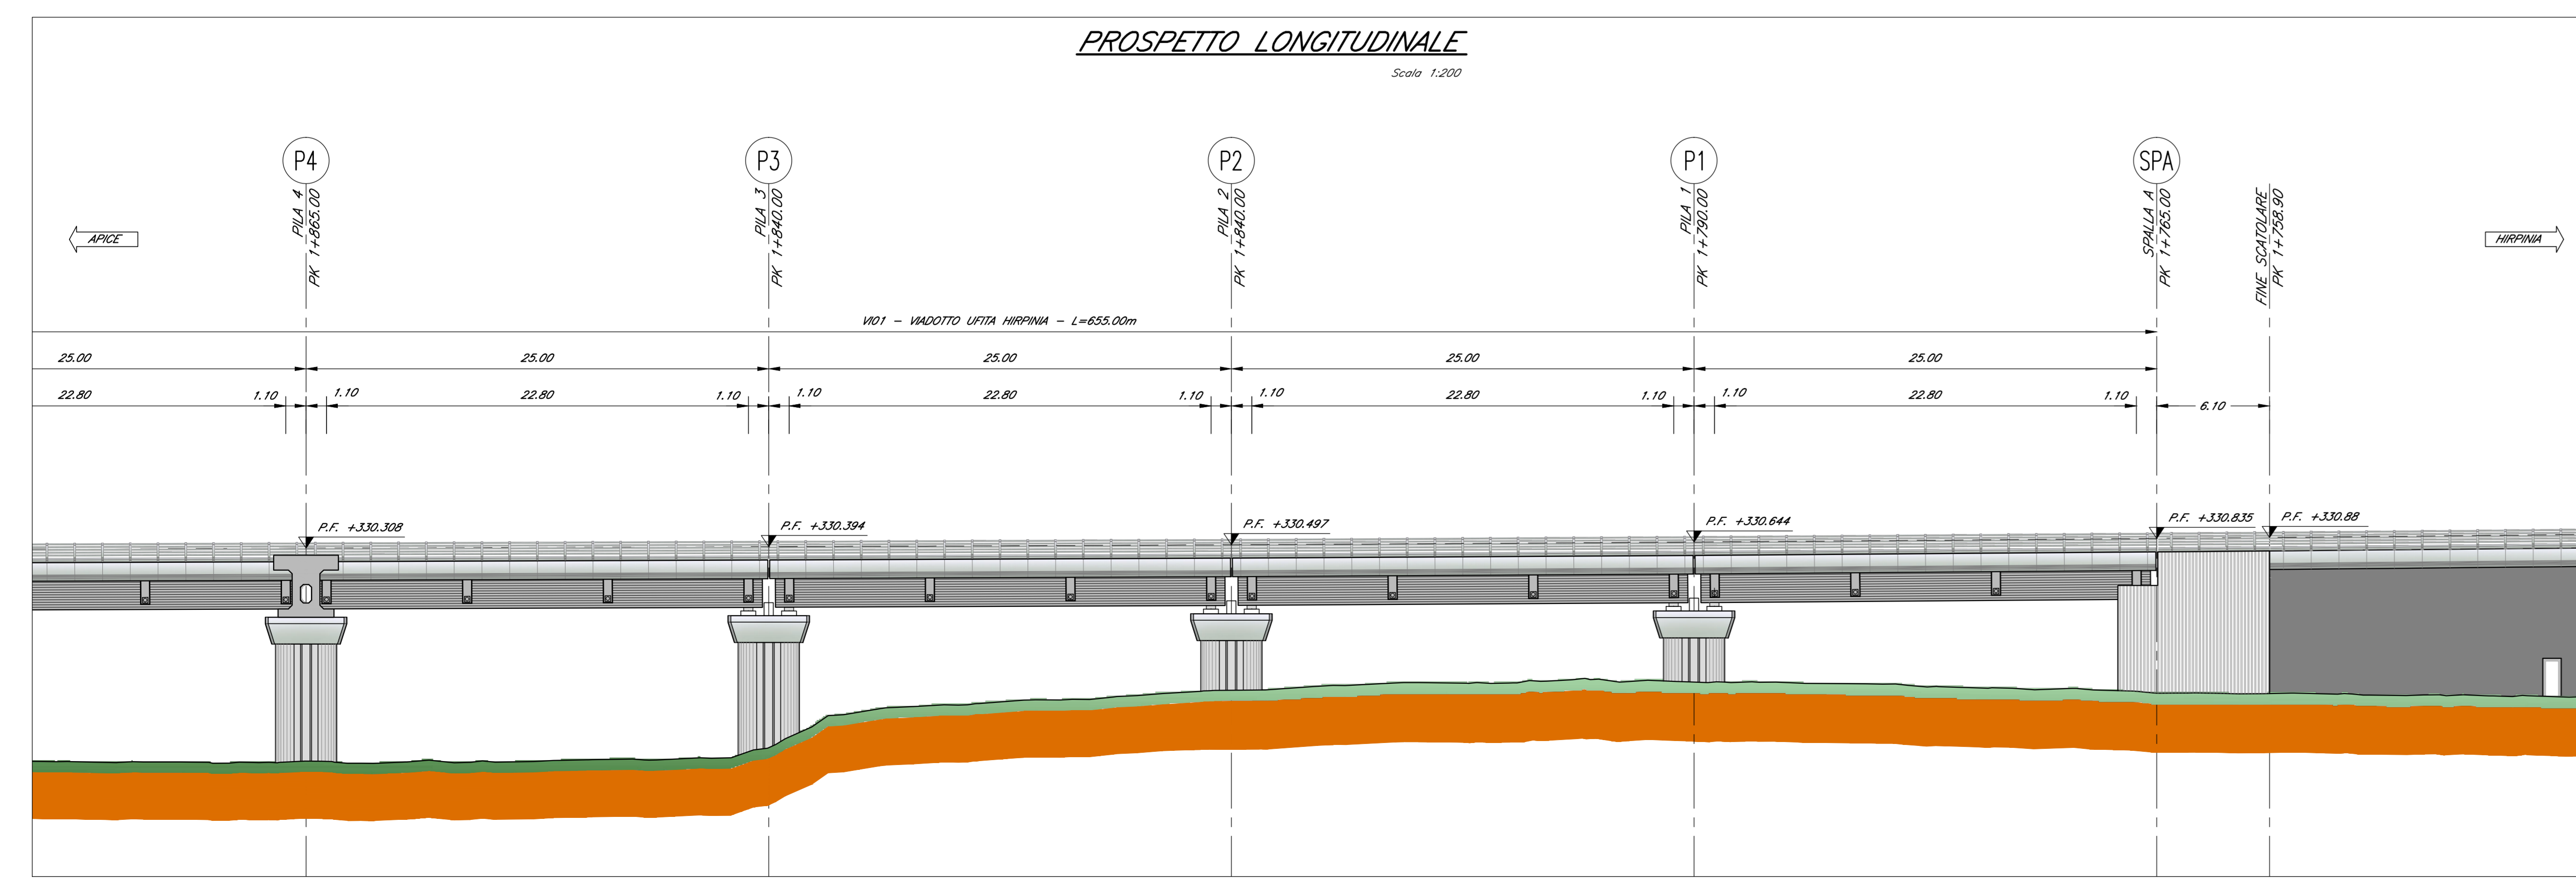 PROSPETTO LONGITUDINALE
Scala 1:200
P4
P3
P2
P1
SPA
PILA 4
PK 1+865.00
PILA 3
PK 1+840.00
PILA 2
PK 1+840.00
PILA 1
PK 1+790.00
SPALLA A
PK 1+765.00
FINE SCATOLARE
PK 1+758.90
APICE
HIRPINIA
VI01 - VIADOTTO UFITA HIRPINIA - L=655.00m
25.00 25.00 25.00 25.00 25.00
22.80 1.10 1.10 22.80 1.10 1.10 22.80 1.10 1.10 22.80 1.10 1.10 22.80 1.10 6.10
P.F. +330.308
P.F. +330.394
P.F. +330.497
P.F. +330.644
P.F. +330.835
P.F. +330.88